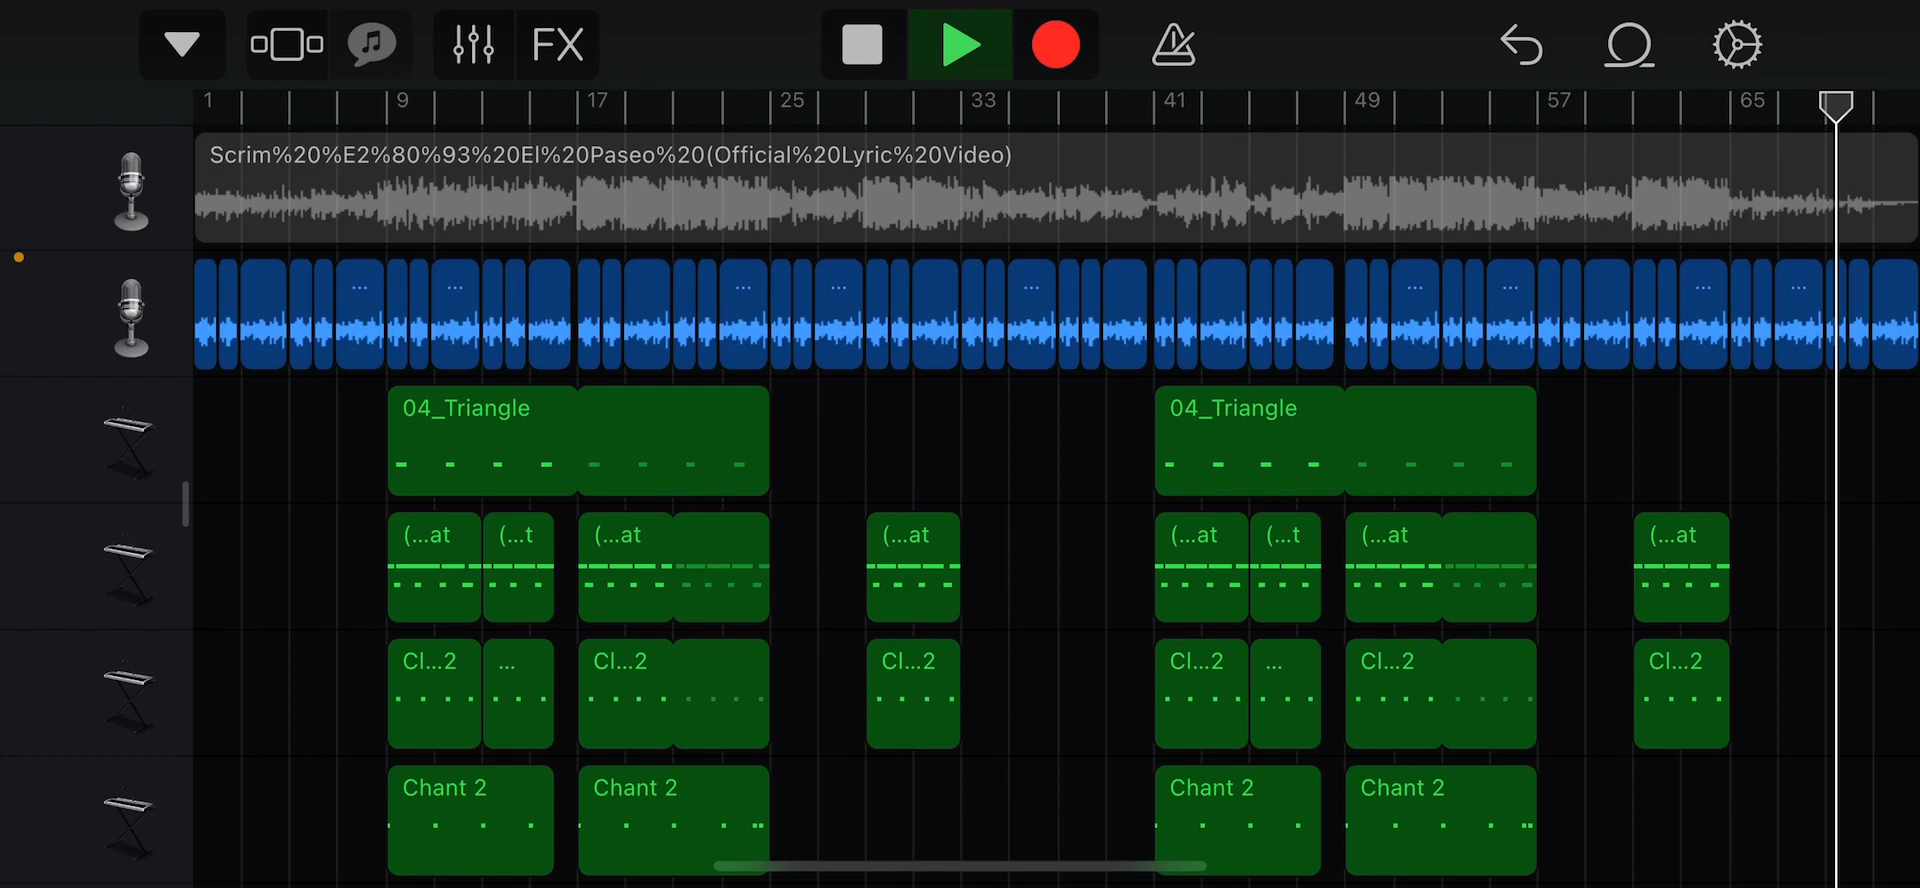 FX
1 9 17 25 33 41 49 57 65
Scrim%20%E2%80%93%20El%20Paseo%20(Official%20Lyric%20Video)
... ... ... ... ... ... ... ... ...
04_Triangle 04_Triangle
(...at (...t (...at (...at (...at (...t (...at (...at
Cl...2 ... Cl...2 Cl...2 Cl...2 ... Cl...2 Cl...2
Chant 2 Chant 2 Chant 2 Chant 2